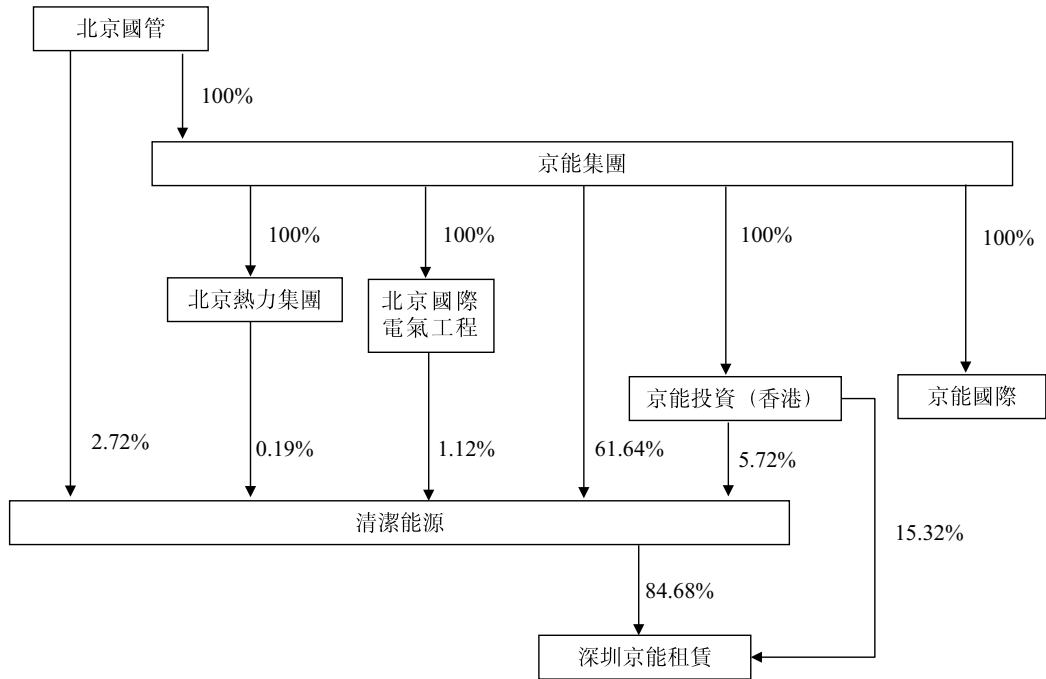 北京國管
100%
京能集團
100%
100%
100%
100%
北京熱力集團
北京國際
電氣工程
京能投資（香港）
京能國際
2.72%
0.19%
1.12%
61.64%
5.72%
清潔能源
15.32%
84.68%
深圳京能租賃